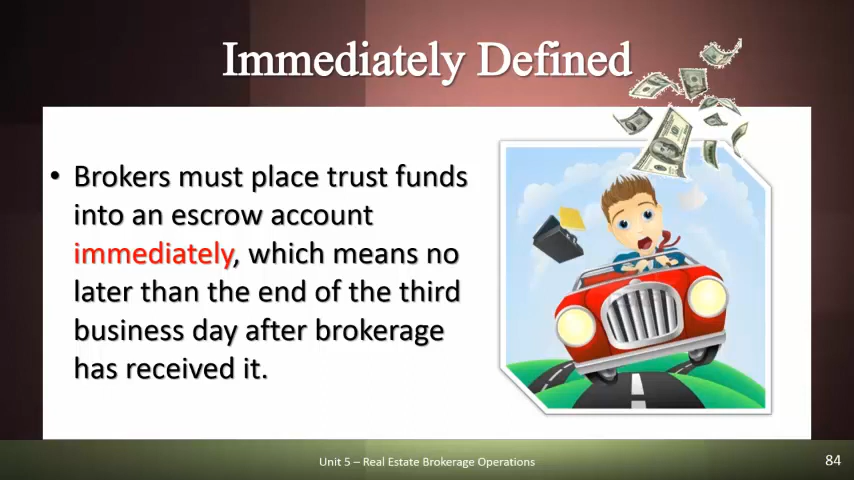 Immediately Defined
• Brokers must place trust funds
into an escrow account
immediately, which means no
later than the end of the third
business day after brokerage
has received it.
Unit 5 – Real Estate Brokerage Operations
84